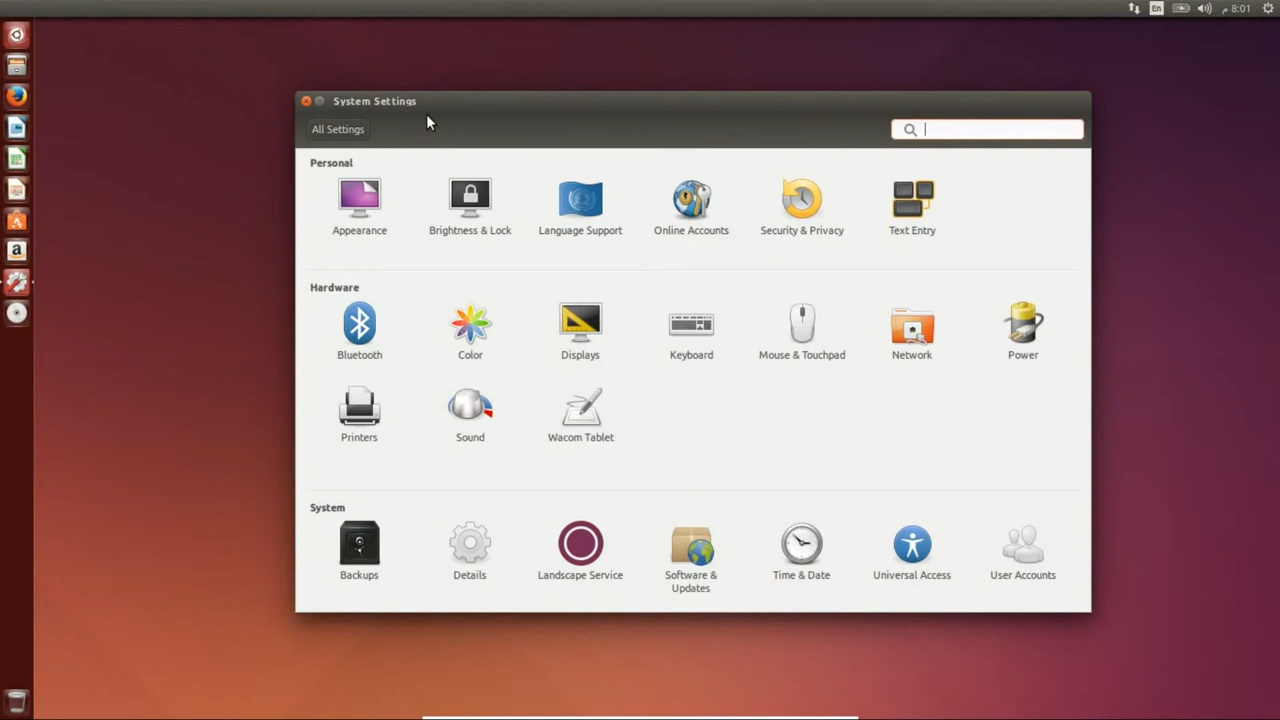 En م 8:01
System Settings
All Settings
Personal
Appearance Brightness & Lock Language Support Online Accounts Security & Privacy Text Entry
Hardware
Bluetooth Color Displays Keyboard Mouse & Touchpad Network Power
Printers Sound Wacom Tablet
System
Backups Details Landscape Service Software & Time & Date Universal Access User Accounts
Updates